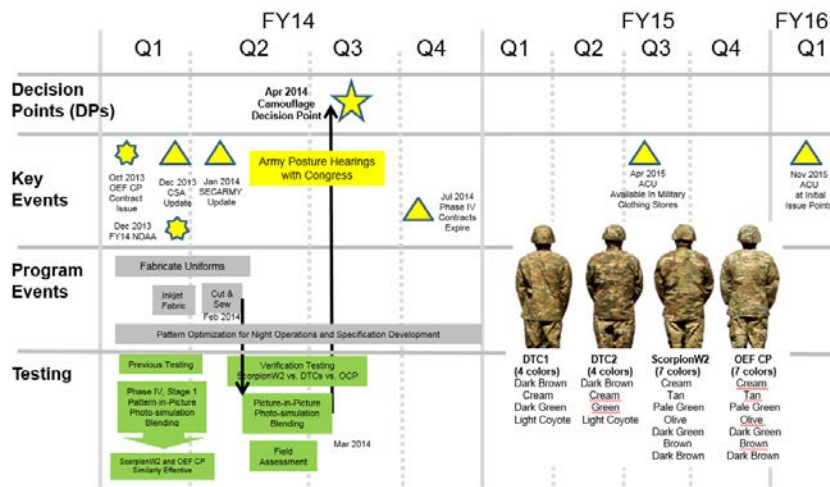 FY14
FY15
FY16
Q1
Q2
Q3
Q4
Q1
Q2
Q3
Q4
Q1
Decision
Points (DPs)
Apr 2014
Camouflage
Decision Point
Key
Events
Oct 2013
OEF CP
Contract
Issue
Dec 2013
CSA
Update
Jan 2014
SECARMY
Update
Army Posture Hearings
with Congress
Dec 2013
FY14 NDAA
Jul 2014
Phase IV
Contracts
Expire
Apr 2015
ACU
Available In Military
Clothing Stores
Nov 2015
ACU
at Initial
Issue Points
Program
Events
Fabricate Uniforms
Inkjet
Fabric
Cut &
Sew
Feb 2014
Pattern Optimization for Night Operations and Specification Development
Testing
Previous Testing
Phase IV, Stage 1
Pattern-in-Picture
Photo-simulation
Blending
ScorpionW2 and OEF CP
Similarly Effective
Verification Testing
ScorpionW2 vs. DTCs vs. OCP
Picture-in-Picture
Photo-simulation
Blending
Mar 2014
Field
Assessment
DTC1
(4 colors)
Dark Brown
Cream
Dark Green
Light Coyote
DTC2
(4 colors)
Dark Brown
Cream
Green
Light Coyote
ScorpionW2
(7 colors)
Cream
Tan
Pale Green
Olive
Dark Green
Brown
Dark Brown
OEF CP
(7 colors)
Cream
Tan
Pale Green
Olive
Dark Green
Brown
Dark Brown